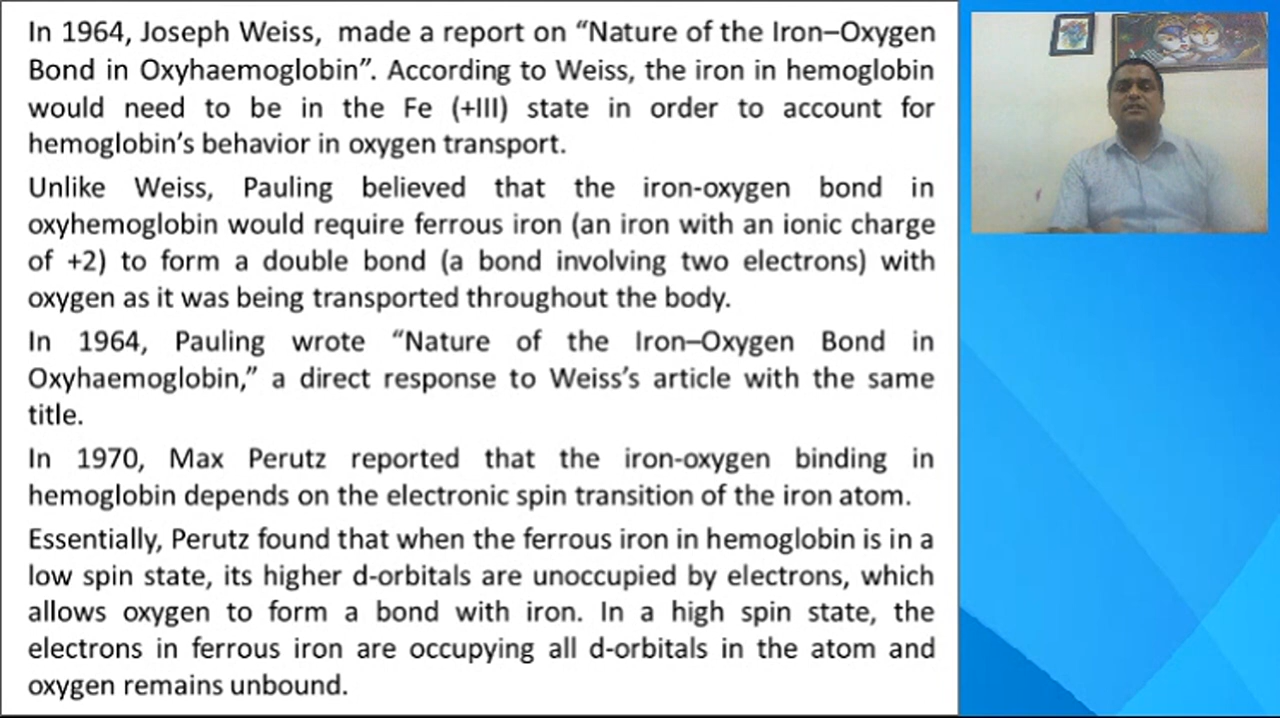 In 1964, Joseph Weiss, made a report on “Nature of the Iron–Oxygen
Bond in Oxyhaemoglobin”. According to Weiss, the iron in hemoglobin
would need to be in the Fe (+III) state in order to account for
hemoglobin’s behavior in oxygen transport.
Unlike Weiss, Pauling believed that the iron-oxygen bond in
oxyhemoglobin would require ferrous iron (an iron with an ionic charge
of +2) to form a double bond (a bond involving two electrons) with
oxygen as it was being transported throughout the body.
In 1964, Pauling wrote “Nature of the Iron–Oxygen Bond in
Oxyhaemoglobin,” a direct response to Weiss’s article with the same
title.
In 1970, Max Perutz reported that the iron-oxygen binding in
hemoglobin depends on the electronic spin transition of the iron atom.
Essentially, Perutz found that when the ferrous iron in hemoglobin is in a
low spin state, its higher d-orbitals are unoccupied by electrons, which
allows oxygen to form a bond with iron. In a high spin state, the
electrons in ferrous iron are occupying all d-orbitals in the atom and
oxygen remains unbound.